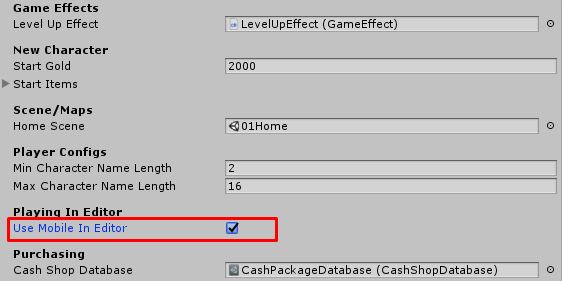 Game Effects
Level Up Effect LevelUpEffect (GameEffect)
New Character
Start Gold 2000
Start Items
Scene/Maps
Home Scene 01Home
Player Configs
Min Character Name Length 2
Max Character Name Length 16
Playing In Editor
Use Mobile In Editor
Purchasing
Cash Shop Database CashPackageDatabase (CashShopDatabase)